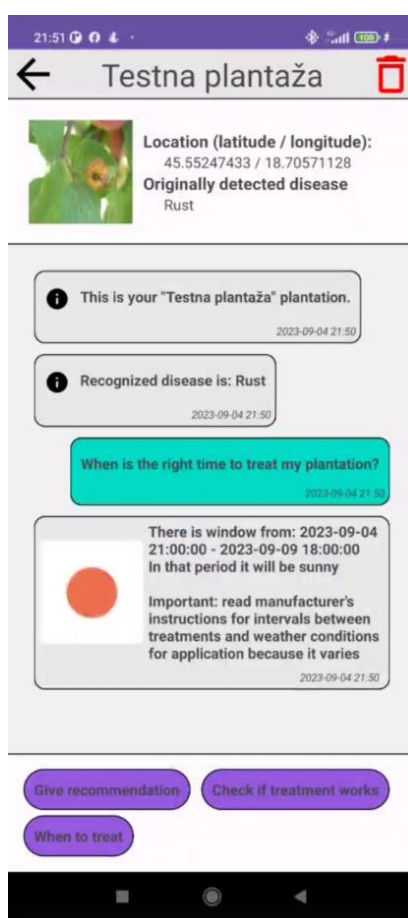 21:51
100
Testna plantaža
Location (latitude / longitude):
45.55247433 / 18.70571128
Originally detected disease
Rust
This is your "Testna plantaža" plantation.
2023-09-04 21:50
Recognized disease is: Rust
2023-09-04 21:50
When is the right time to treat my plantation?
2023-09-04 21:50
There is window from: 2023-09-04
21:00:00 - 2023-09-09 18:00:00
In that period it will be sunny
Important: read manufacturer's
instructions for intervals between
treatments and weather conditions
for application because it varies
2023-09-04 21:50
Give recommendation
Check if treatment works
When to treat